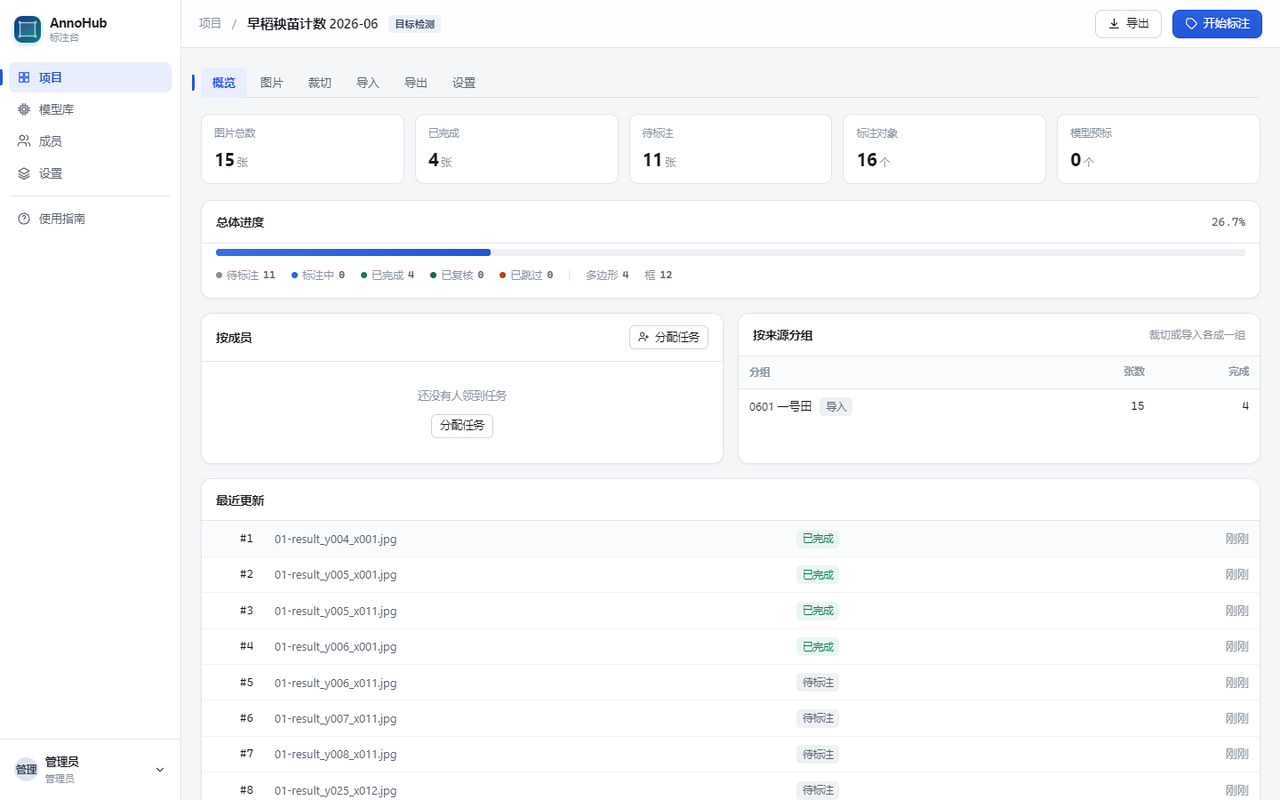 AnnoHub
标注台
项目
模型库
成员
设置
使用指南
管理 管理员
管理员
项目 / 早稻秧苗计数 2026-06 目标检测
导出 开始标注
概览 图片 裁切 导入 导出 设置
图片总数
15 张
已完成
4 张
待标注
11 张
标注对象
16 个
模型预标
0 个
总体进度 26.7%
待标注 11 标注中 0 已完成 4 已复核 0 已跳过 0 多边形 4 框 12
按成员 分配任务
还没有人领到任务
分配任务
按来源分组 裁切或导入各成一组
分组 张数 完成
0601 一号田 导入 15 4
最近更新
#1 01-result_y004_x001.jpg 已完成 刚刚
#2 01-result_y005_x001.jpg 已完成 刚刚
#3 01-result_y005_x011.jpg 已完成 刚刚
#4 01-result_y006_x001.jpg 已完成 刚刚
#5 01-result_y006_x011.jpg 待标注 刚刚
#6 01-result_y007_x011.jpg 待标注 刚刚
#7 01-result_y008_x011.jpg 待标注 刚刚
#8 01-result_y025_x012.jpg 待标注 刚刚